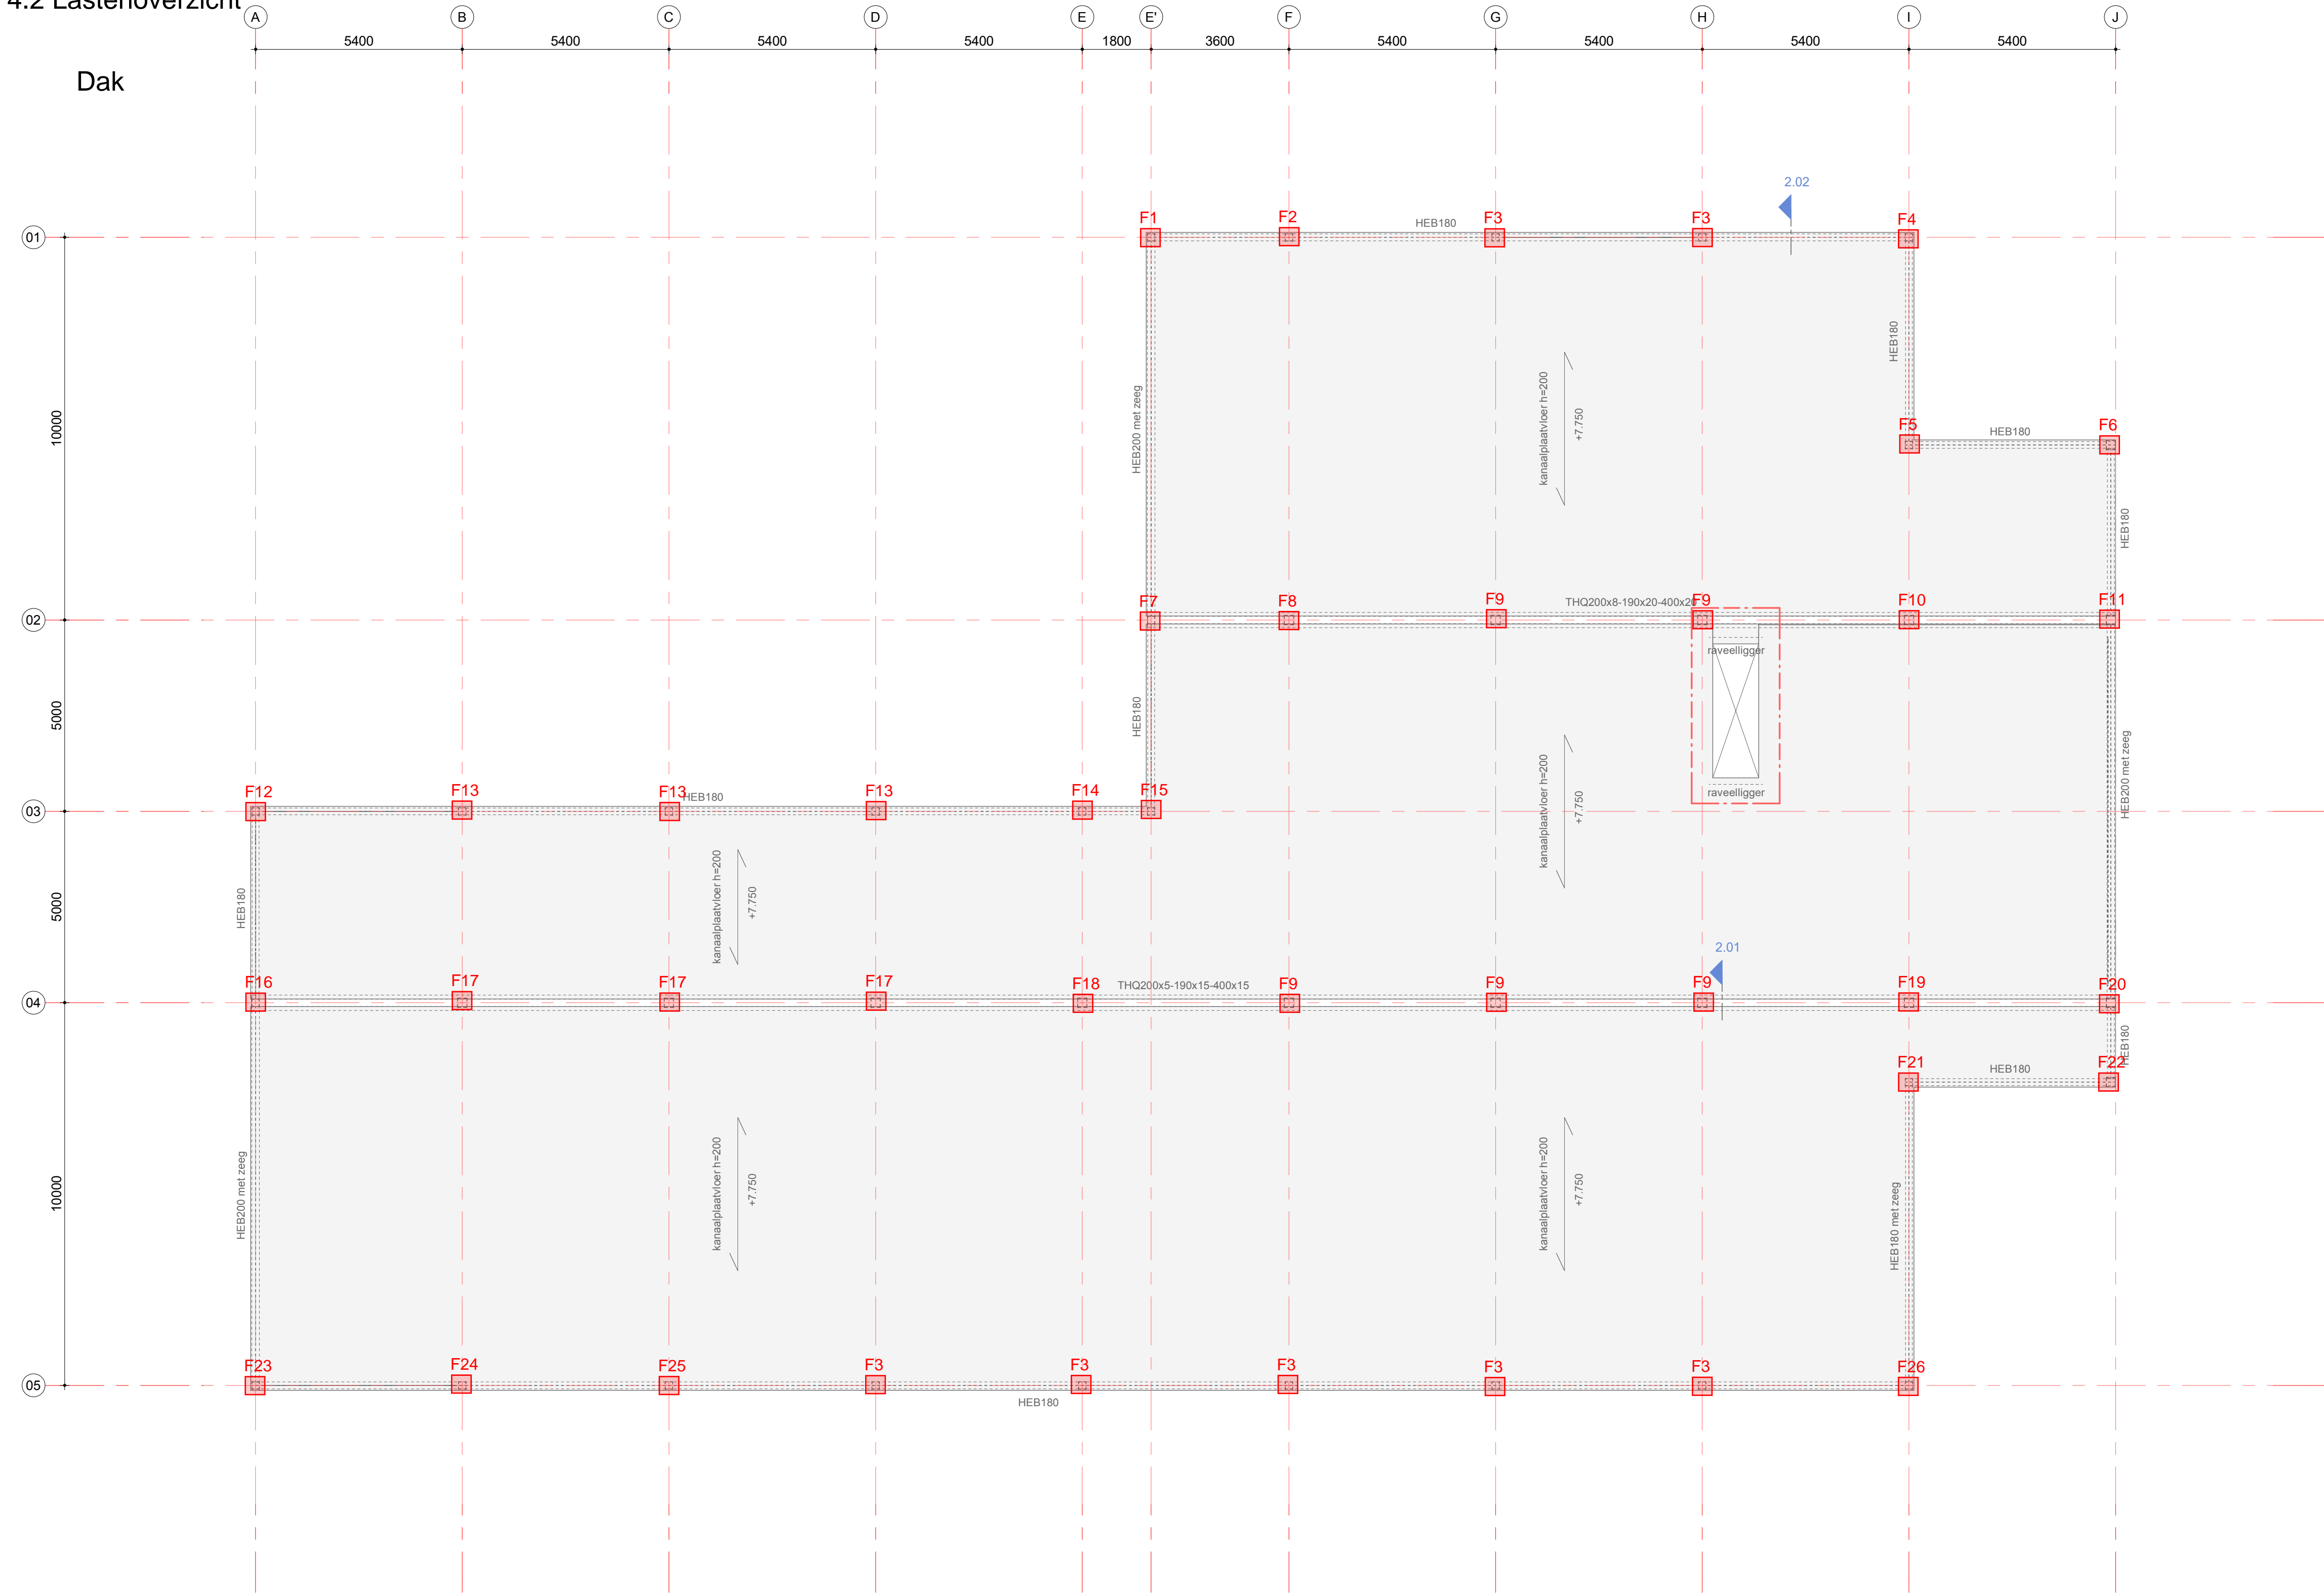 4.2 Lastenoverzicht
A B C D E E' F G H I J
5400 5400 5400 5400 1800 3600 5400 5400 5400 5400
Dak
2.02
01
F1 F2 HEB180 F3 F3 F4
HEB180
kanaalplaatvloer h=200
+7.750
HEB200 met zeeg
10000
F5 HEB180 F6
HEB180
02
F7 F8 F9 THQ200x8-190x20-400x20 F9 F10 F11
raveelligger
5000
HEB180
kanaalplaatvloer h=200
+7.750
HEB200 met zeeg
raveelligger
03
F12 F13 F13 HEB180 F13 F14 F15
5000
HEB180
kanaalplaatvloer h=200
+7.750
2.01
04
F16 F17 F17 F17 F18 THQ200x5-190x15-400x15 F9 F9 F9 F19 F20
HEB180
F21 HEB180 F22
10000
HEB200 met zeeg
kanaalplaatvloer h=200
+7.750
kanaalplaatvloer h=200
+7.750
HEB180 met zeeg
05
F23 F24 F25 F3 F3 F3 F3 F3 F26
HEB180